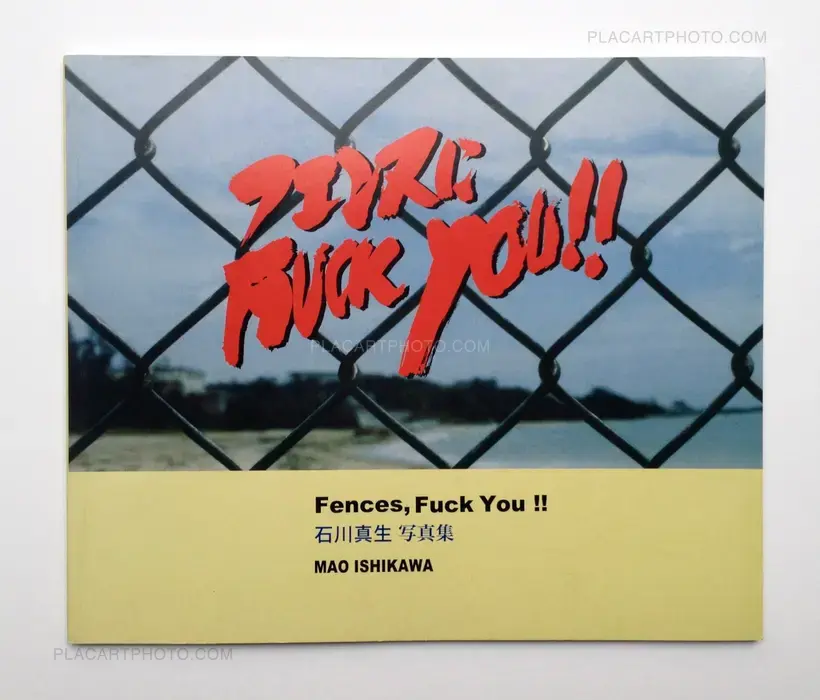 PLACARTPHOTO.COM
フェンスに
FUCK YOU!!
PLACARTPHOTO.COM
Fences, Fuck You !!
石川真生 写真集
MAO ISHIKAWA
PLACARTPHOTO.COM